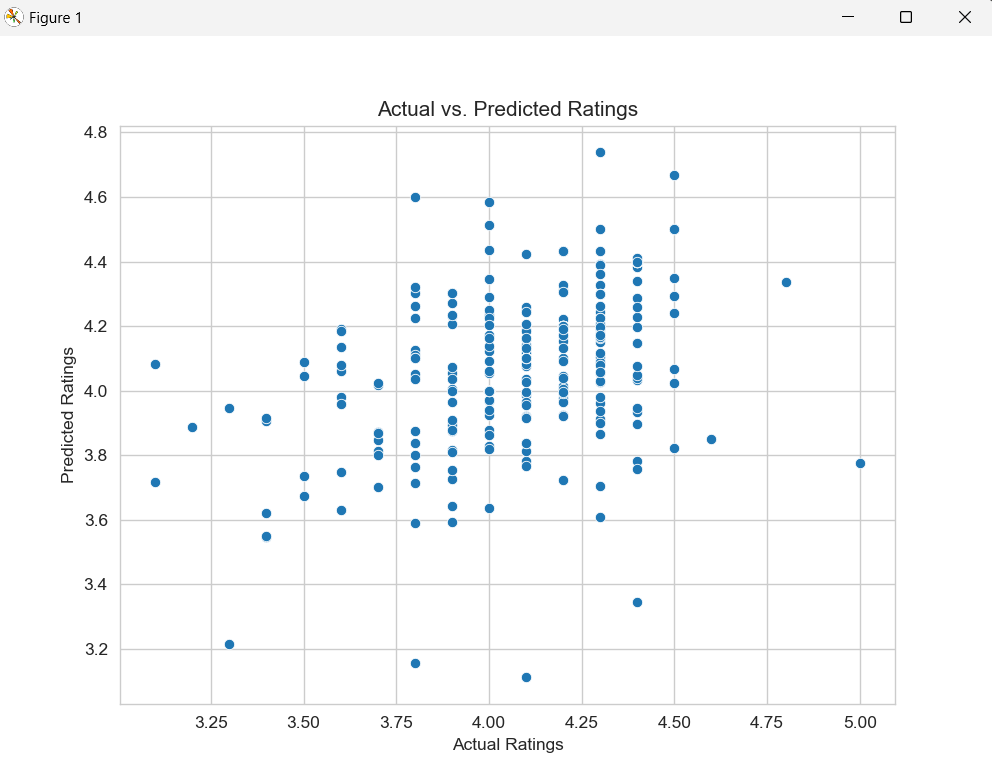 Figure 1
Actual vs. Predicted Ratings
4.8
4.6
4.4
4.2
4.0
3.8
3.6
3.4
3.2
Predicted Ratings
3.25 3.50 3.75 4.00 4.25 4.50 4.75 5.00
Actual Ratings